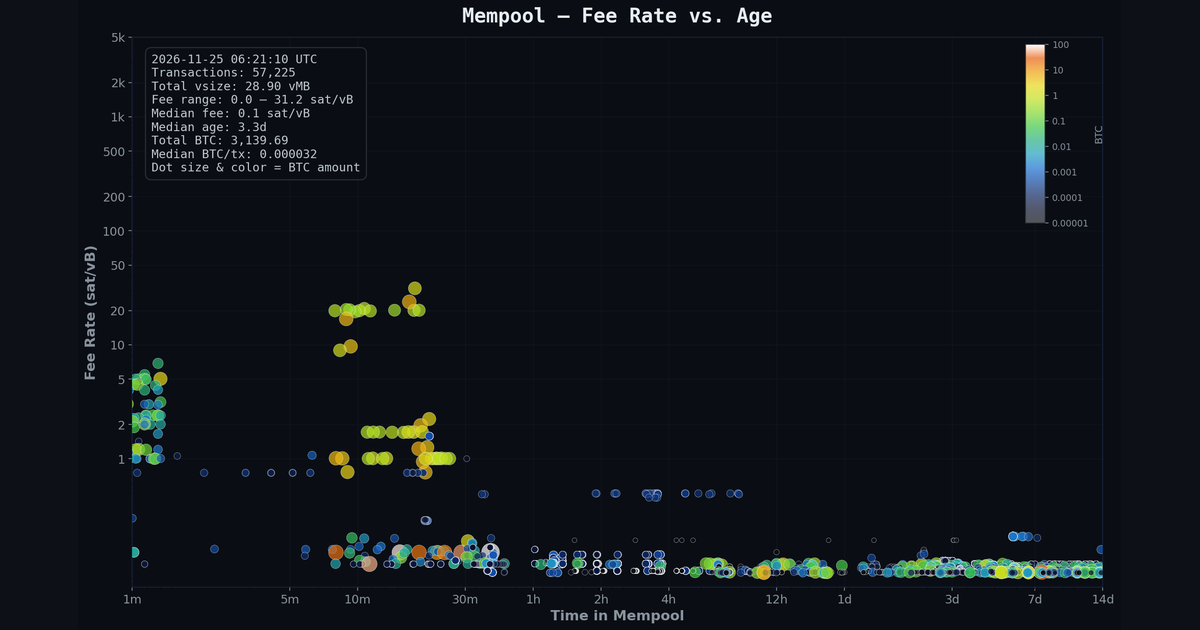 Mempool — Fee Rate vs. Age
2026-11-25 06:21:10 UTC
Transactions: 57,225
Total vsize: 28.90 vMB
Fee range: 0.0 — 31.2 sat/vB
Median fee: 0.1 sat/vB
Median age: 3.3d
Total BTC: 3,139.69
Median BTC/tx: 0.000032
Dot size & color = BTC amount
100
10
1
0.1
0.01
0.001
0.0001
0.00001
BTC
Fee Rate (sat/vB)
5k
2k
1k
500
200
100
50
20
10
5
2
1
1m 5m 10m 30m 1h 2h 4h 12h 1d 3d 7d 14d
Time in Mempool